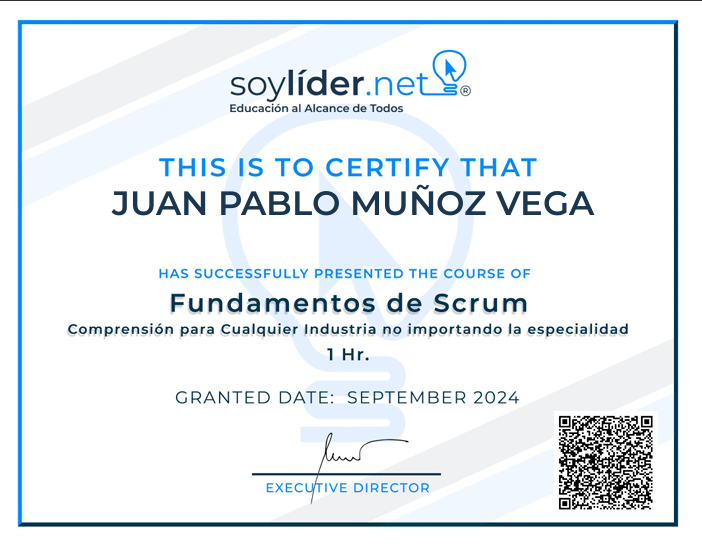 soylíder.net®
Educación al Alcance de Todos
THIS IS TO CERTIFY THAT
JUAN PABLO MUÑOZ VEGA
HAS SUCCESSFULLY PRESENTED THE COURSE OF
Fundamentos de Scrum
Comprensión para Cualquier Industria no importando la especialidad
1 Hr.
GRANTED DATE: SEPTEMBER 2024
EXECUTIVE DIRECTOR